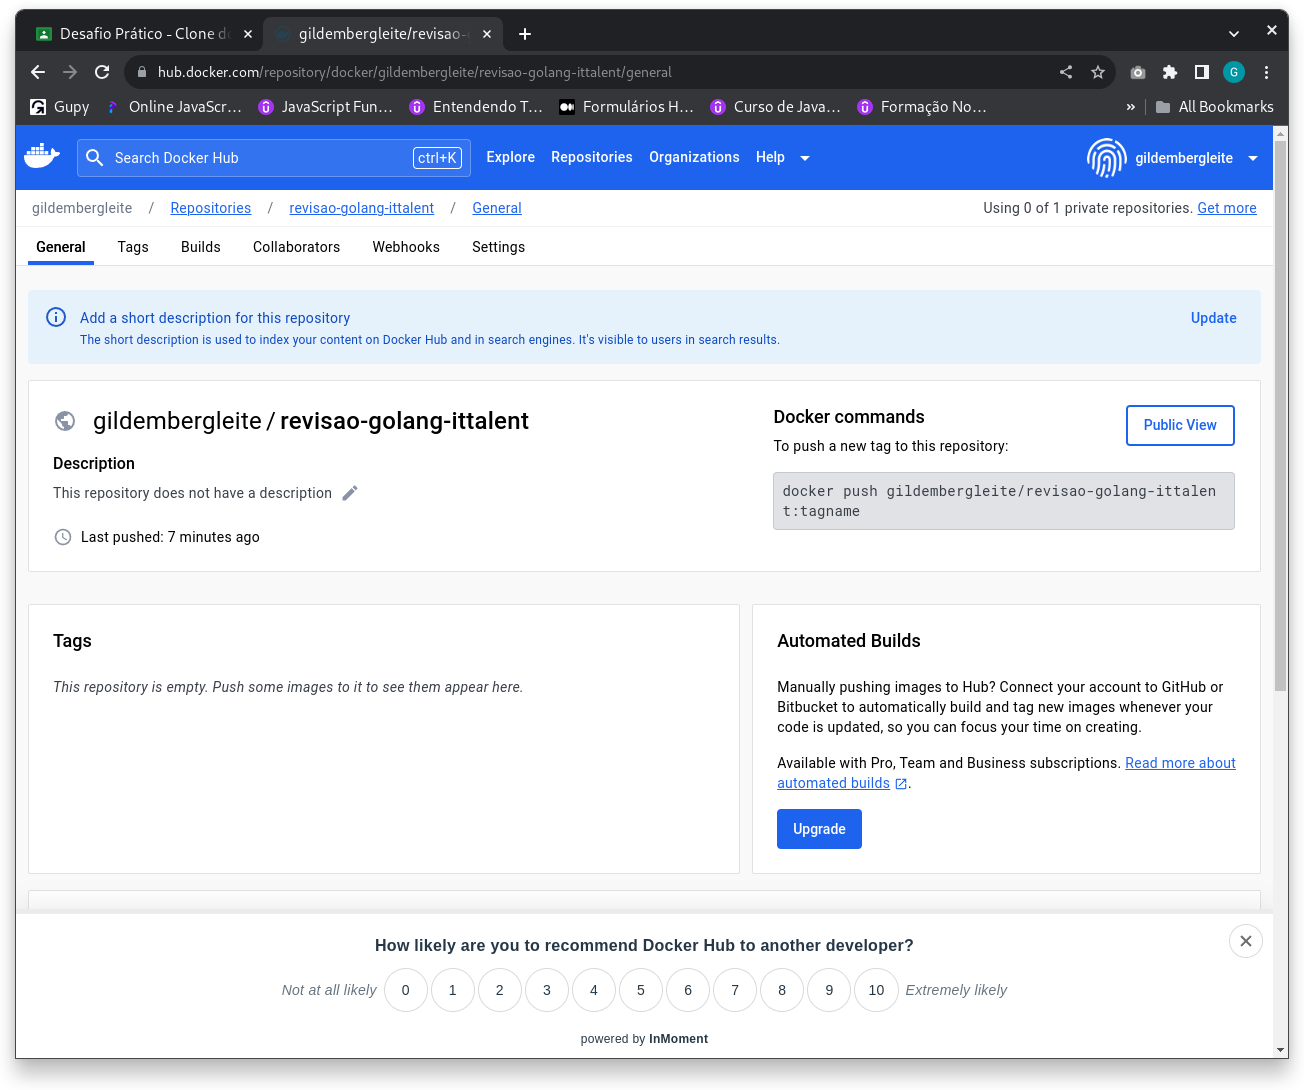 Desafio Prático - Clone d
gildembergleite/revisao-
hub.docker.com/repository/docker/gildembergleite/revisao-golang-ittalent/general
G
Gupy
Online JavaScr...
JavaScript Fun...
Entendendo T...
Formulários H...
Curso de Java...
Formação No...
»
All Bookmarks
Search Docker Hub
ctrl+K
Explore
Repositories
Organizations
Help
gildembergleite
gildembergleite / Repositories / revisao-golang-ittalent / General
Using 0 of 1 private repositories. Get more
General
Tags
Builds
Collaborators
Webhooks
Settings
Add a short description for this repository
Update
The short description is used to index your content on Docker Hub and in search engines. It's visible to users in search results.
gildembergleite / revisao-golang-ittalent
Description
This repository does not have a description
Last pushed: 7 minutes ago
Docker commands
Public View
To push a new tag to this repository:
docker push gildembergleite/revisao-golang-ittalen
t:tagname
Tags
This repository is empty. Push some images to it to see them appear here.
Automated Builds
Manually pushing images to Hub? Connect your account to GitHub or
Bitbucket to automatically build and tag new images whenever your
code is updated, so you can focus your time on creating.
Available with Pro, Team and Business subscriptions. Read more about
automated builds .
Upgrade
How likely are you to recommend Docker Hub to another developer?
Not at all likely 0 1 2 3 4 5 6 7 8 9 10 Extremely likely
powered by InMoment